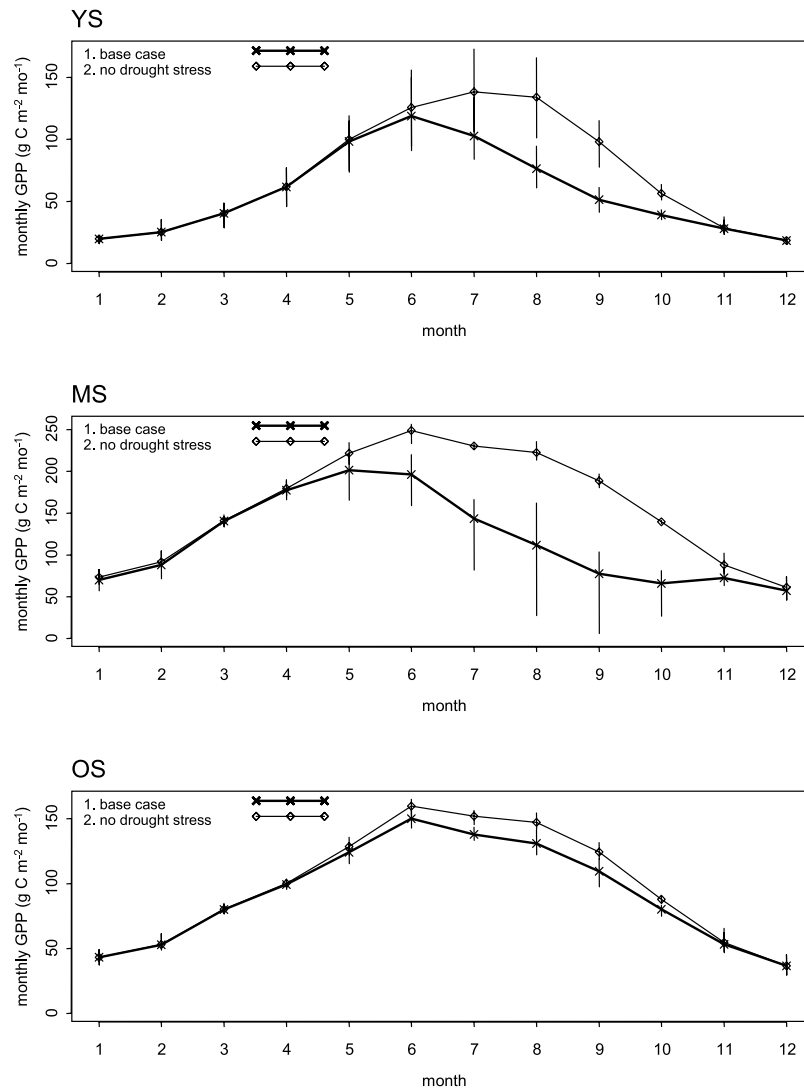 YS
1. base case
2. no drought stress
monthly GPP (g C m-2 mo-1)
0 50 100 150
1 2 3 4 5 6 7 8 9 10 11 12
month
MS
1. base case
2. no drought stress
monthly GPP (g C m-2 mo-1)
0 50 100 150 200 250
1 2 3 4 5 6 7 8 9 10 11 12
month
OS
1. base case
2. no drought stress
monthly GPP (g C m-2 mo-1)
0 50 100 150
1 2 3 4 5 6 7 8 9 10 11 12
month